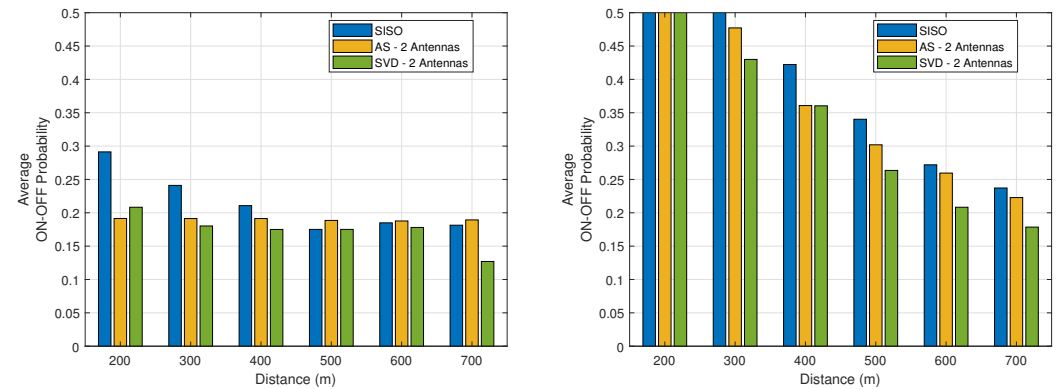 0.5
0.45
0.4
0.35
0.3
0.25
0.2
0.15
0.1
0.05
0
Average
ON-OFF Probability
SISO
AS - 2 Antennas
SVD - 2 Antennas
200 300 400 500 600 700
Distance (m)
0.5
0.45
0.4
0.35
0.3
0.25
0.2
0.15
0.1
0.05
0
Average
ON-OFF Probability
SISO
AS - 2 Antennas
SVD - 2 Antennas
200 300 400 500 600 700
Distance (m)